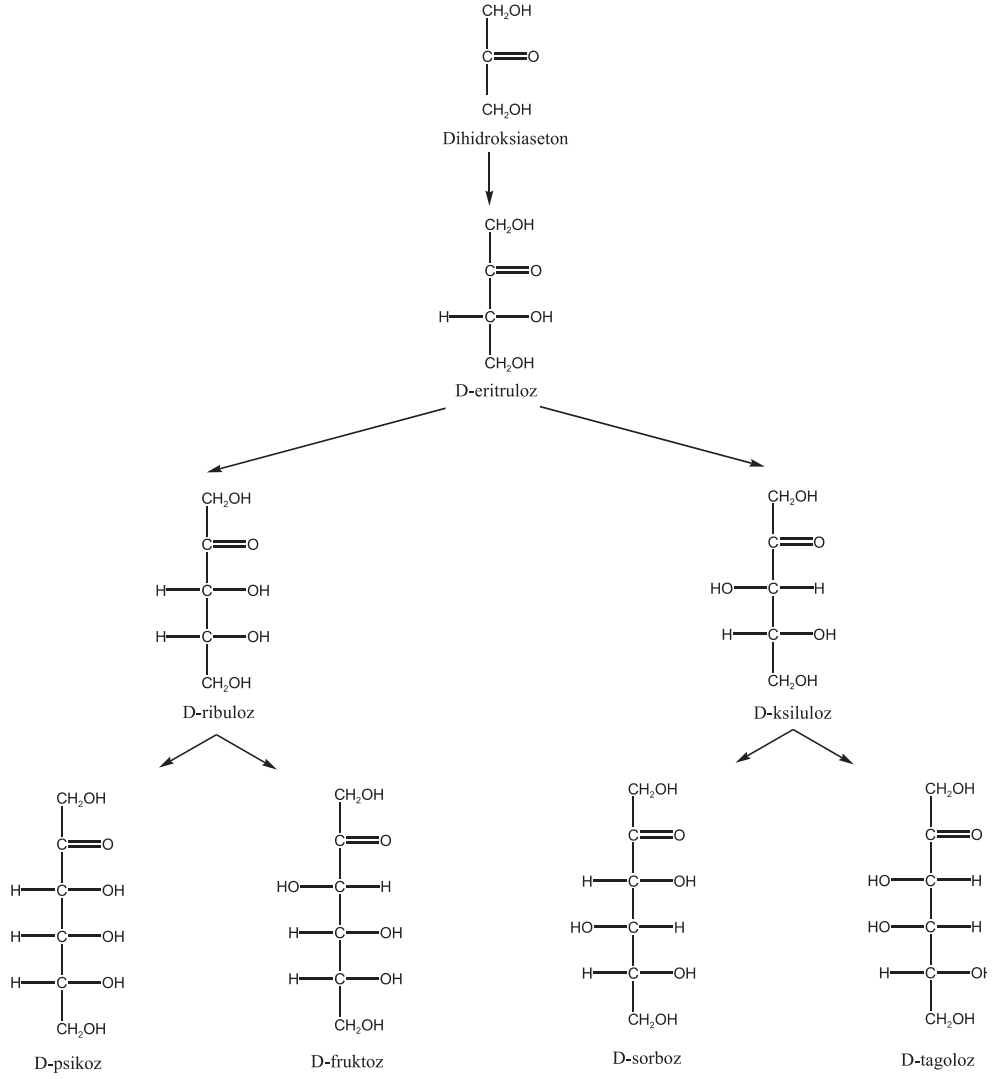 CH2OH
C O
CH2OH
Dihidroksiaseton
CH2OH
C O
H C OH
CH2OH
D-eritruloz
CH2OH
C O
H C OH
H C OH
CH2OH
D-ribuloz
CH2OH
C O
HO C H
H C OH
CH2OH
D-ksiluloz
CH2OH
C O
H C OH
H C OH
H C OH
CH2OH
D-psikoz
CH2OH
C O
HO C H
H C OH
H C OH
CH2OH
D-fruktoz
CH2OH
C O
H C OH
HO C H
H C OH
CH2OH
D-sorboz
CH2OH
C O
HO C H
HO C H
H C OH
CH2OH
D-tagoloz